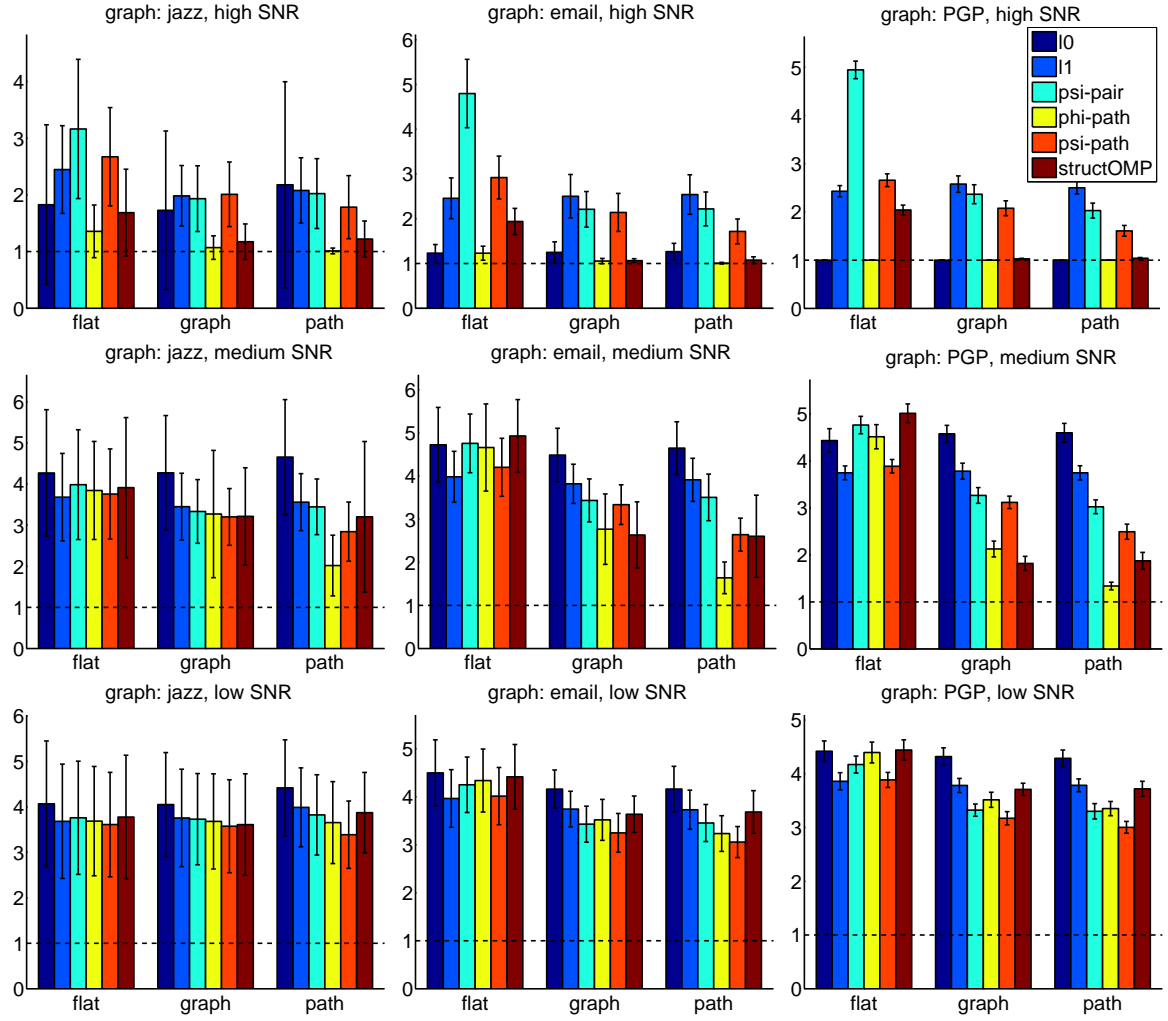 graph: jazz, high SNR
4
3
2
1
0
flat graph path
graph: email, high SNR
6
5
4
3
2
1
0
flat graph path
graph: PGP, high SNR
5
4
3
2
1
0
flat graph path
l0
l1
psi-pair
phi-path
psi-path
structOMP
graph: jazz, medium SNR
6
5
4
3
2
1
0
flat graph path
graph: email, medium SNR
6
5
4
3
2
1
0
flat graph path
graph: PGP, medium SNR
5
4
3
2
1
0
flat graph path
graph: jazz, low SNR
6
5
4
3
2
1
0
flat graph path
graph: email, low SNR
5
4
3
2
1
0
flat graph path
graph: PGP, low SNR
5
4
3
2
1
0
flat graph path